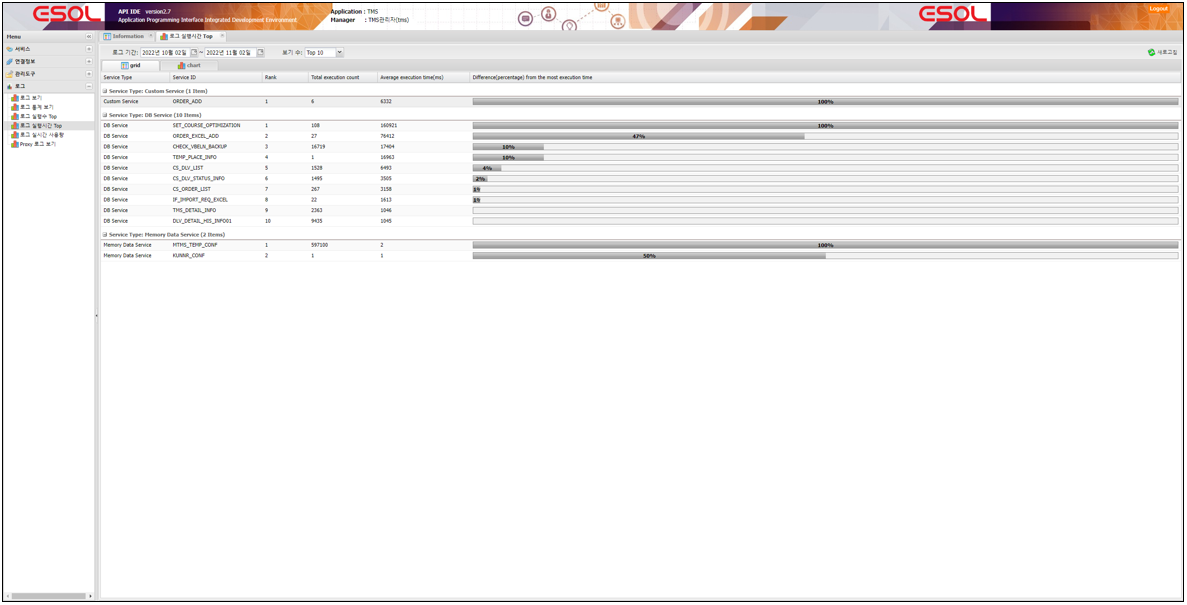 ESOL
API IDE version2.7
Application Programming Interface Integrated Development Environment
Application : TMS
Manager : TMS관리자(tms)
ESOL
Logout
Menu
서비스
연결정보
관리도구
로그
로그 보기
로그 통계 보기
로그 실행수 Top
로그 실행시간 Top
로그 실시간 사용량
Proxy 로그 보기
Information
로그 실행시간 Top
로그 기간: 2022년 10월 02일 ~ 2022년 11월 02일 보기 수: Top 10
새로고침
grid
chart
Service Type Service ID Rank Total execution count Average execution time(ms) Difference(percentage) from the most execution time
Service Type: Custom Service (1 Item)
Custom Service ORDER_ADD 1 6 6332 100%
Service Type: DB Service (10 Items)
DB Service SET_COURSE_OPTIMIZATION 1 108 160921 100%
DB Service ORDER_EXCEL_ADD 2 27 76412 47%
DB Service CHECK_VBELN_BACKUP 3 16719 17404 10%
DB Service TEMP_PLACE_INFO 4 1 16963 10%
DB Service CS_DLV_LIST 5 1528 6493 4%
DB Service CS_DLV_STATUS_INFO 6 1495 3505 2%
DB Service CS_ORDER_LIST 7 267 3158 1%
DB Service IF_IMPORT_REQ_EXCEL 8 22 1613 1%
DB Service TMS_DETAIL_INFO 9 2363 1046
DB Service DLV_DETAIL_HIS_INFO01 10 9435 1045
Service Type: Memory Data Service (2 Items)
Memory Data Service MTMS_TEMP_CONF 1 597100 2 100%
Memory Data Service KUNNR_CONF 2 1 1 50%